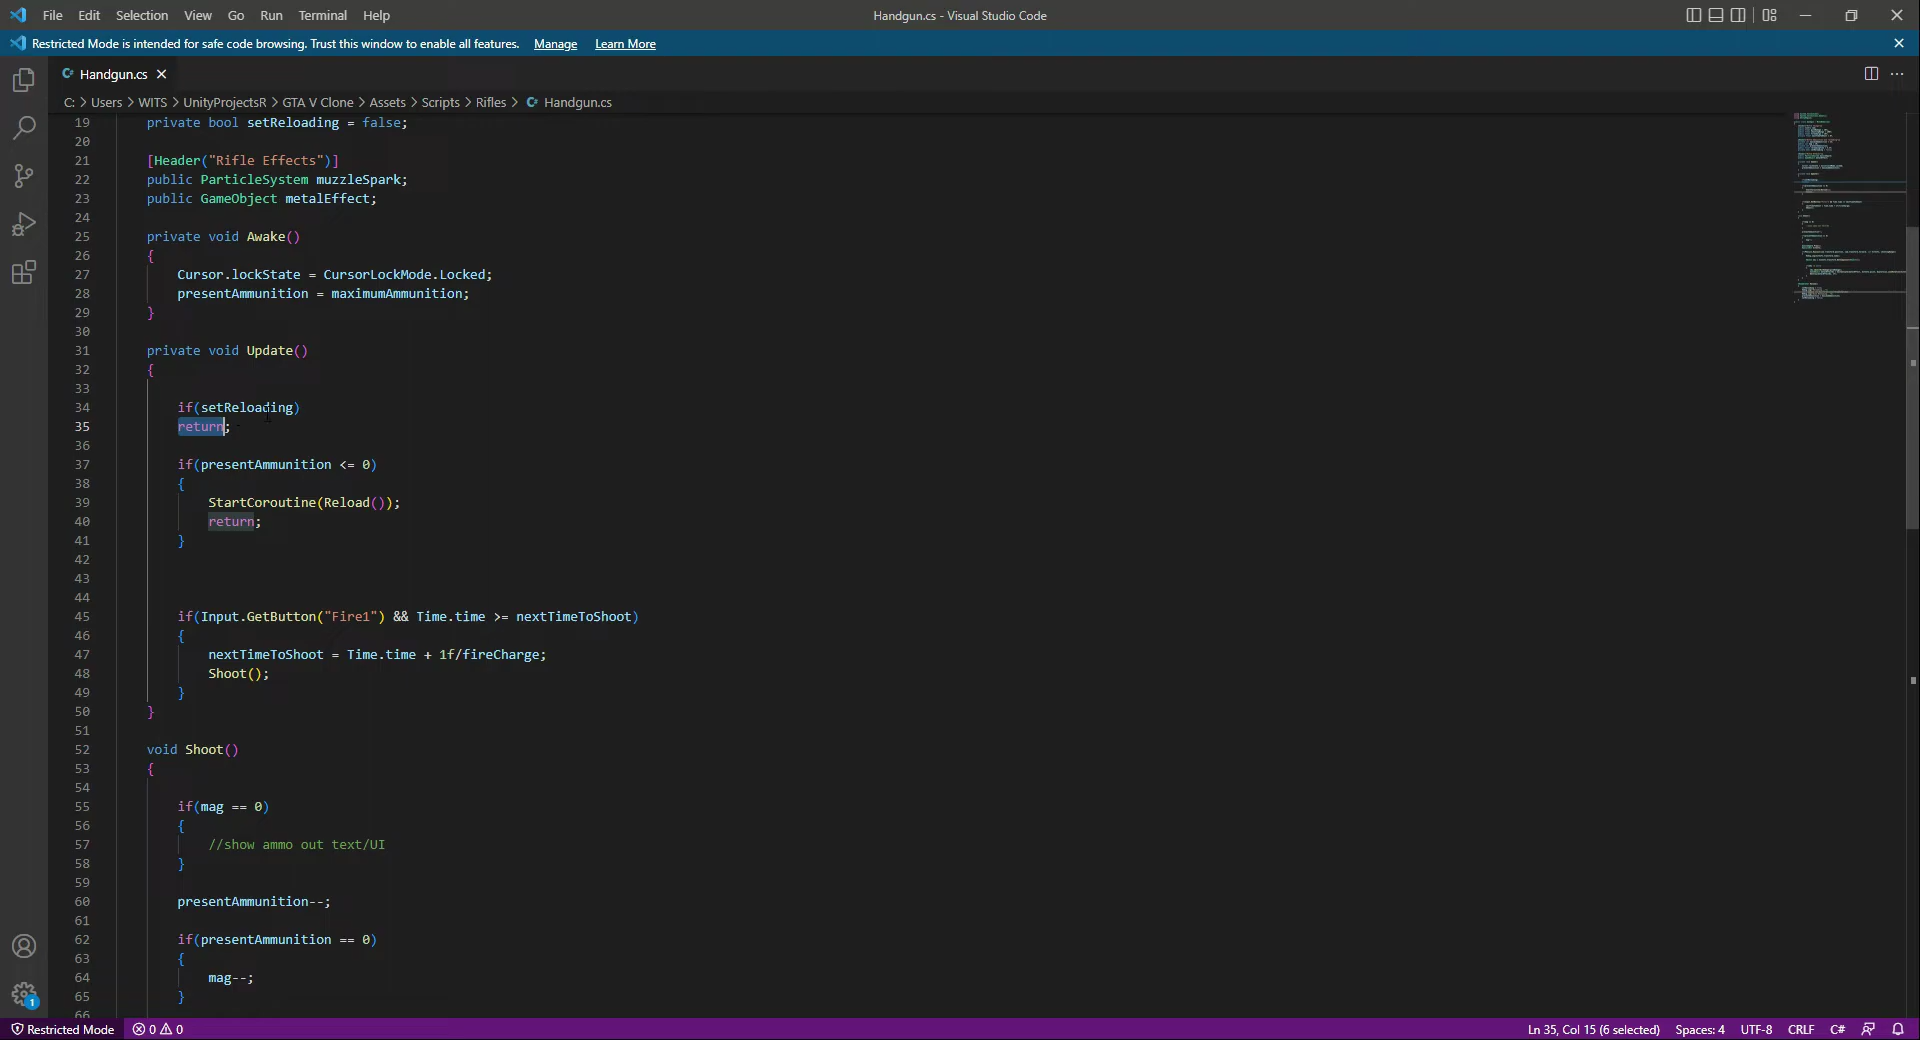 File Edit Selection View Go Run Terminal Help
Handgun.cs - Visual Studio Code
Restricted Mode is intended for safe code browsing. Trust this window to enable all features. Manage Learn More
Handgun.cs
C: > Users > WITS > UnityProjectsR > GTA V Clone > Assets > Scripts > Rifles > Handgun.cs
19 private bool setReloading = false;
20
21 [Header("Rifle Effects")]
22 public ParticleSystem muzzleSpark;
23 public GameObject metalEffect;
24
25 private void Awake()
26 {
27 Cursor.lockState = CursorLockMode.Locked;
28 presentAmmunition = maximumAmmunition;
29 }
30
31 private void Update()
32 {
33
34 if(setReloading)
35 return;
36
37 if(presentAmmunition <= 0)
38 {
39 StartCoroutine(Reload());
40 return;
41 }
42
43
44
45 if(Input.GetButton("Fire1") && Time.time >= nextTimeToShoot)
46 {
47 nextTimeToShoot = Time.time + 1f/fireCharge;
48 Shoot();
49 }
50 }
51
52 void Shoot()
53 {
54
55 if(mag == 0)
56 {
57 //show ammo out text/UI
58 }
59
60 presentAmmunition--;
61
62 if(presentAmmunition == 0)
63 {
64 mag--;
65 }
66
1
Restricted Mode 0 0 Ln 35, Col 15 (6 selected) Spaces: 4 UTF-8 CRLF C#